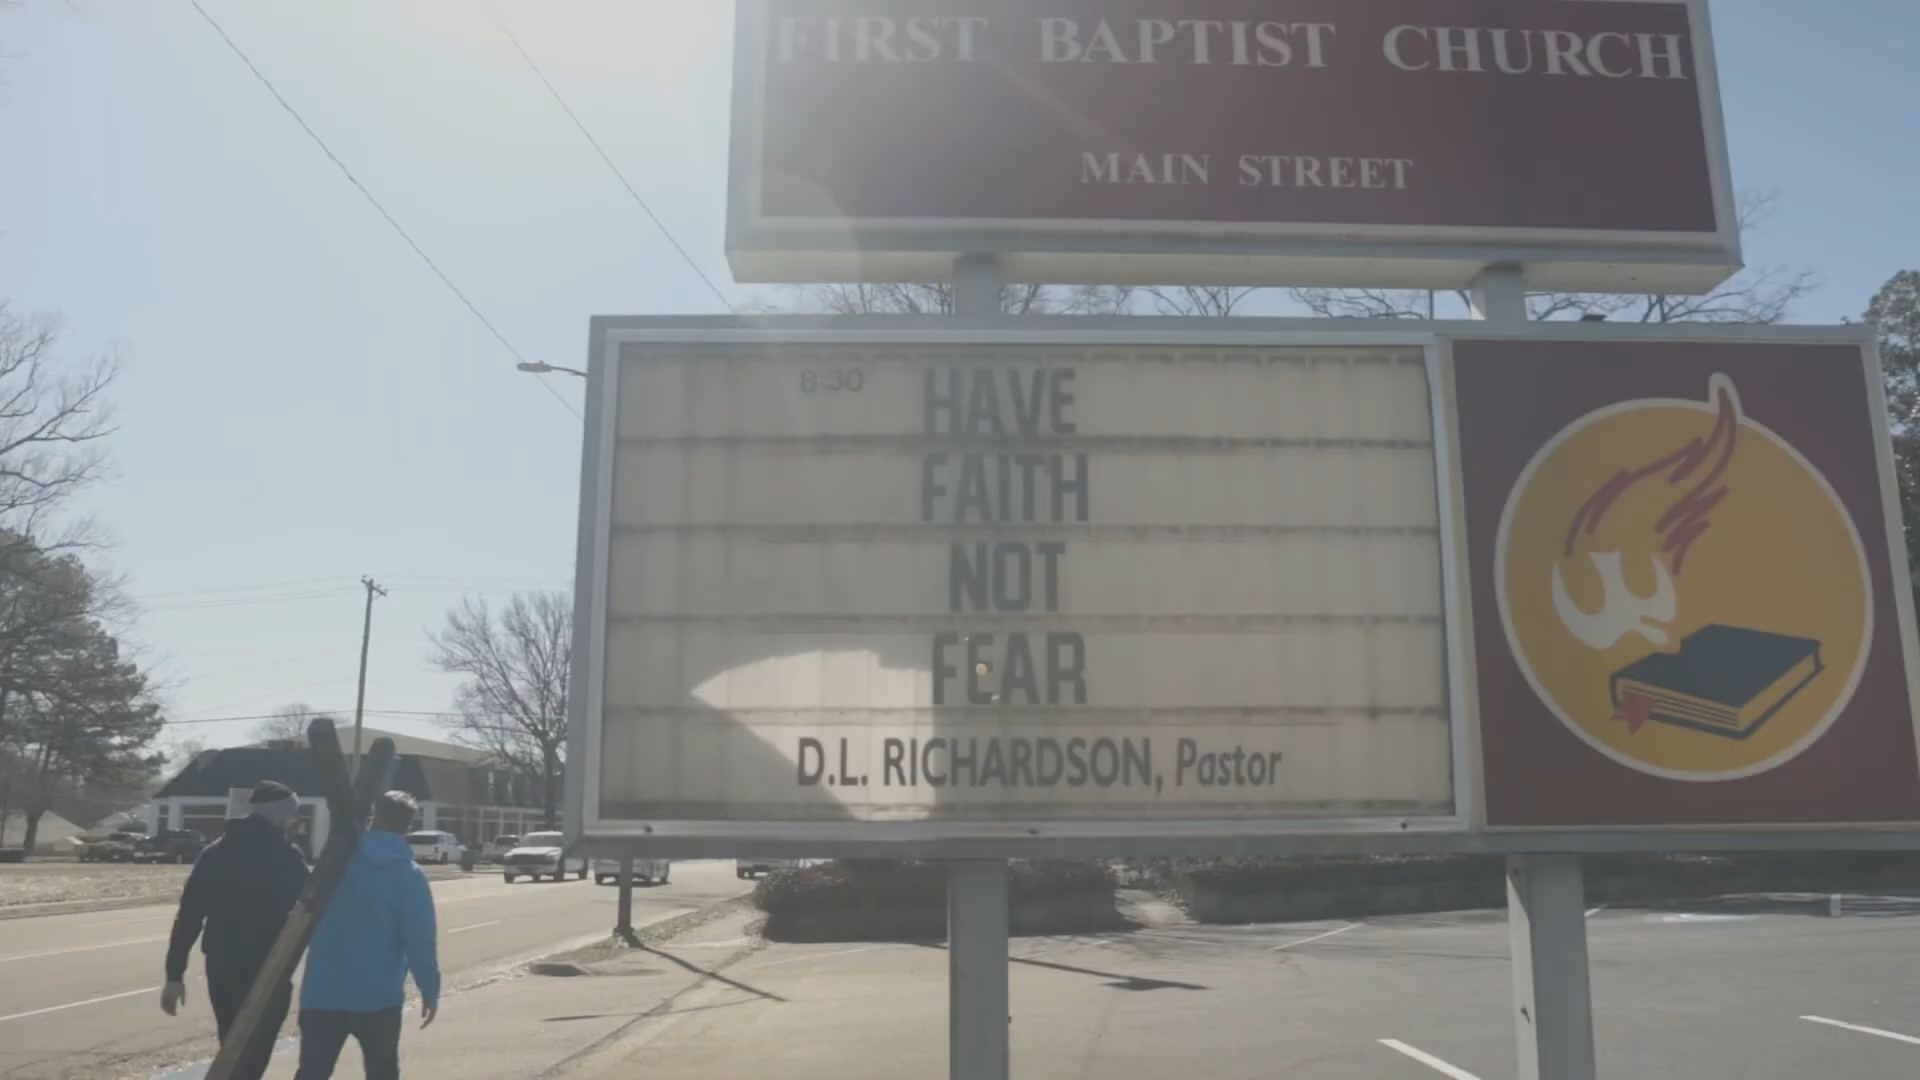 FIRST BAPTIST CHURCH
MAIN STREET
8:30
HAVE
FAITH
NOT
FEAR
D.L. RICHARDSON, Pastor